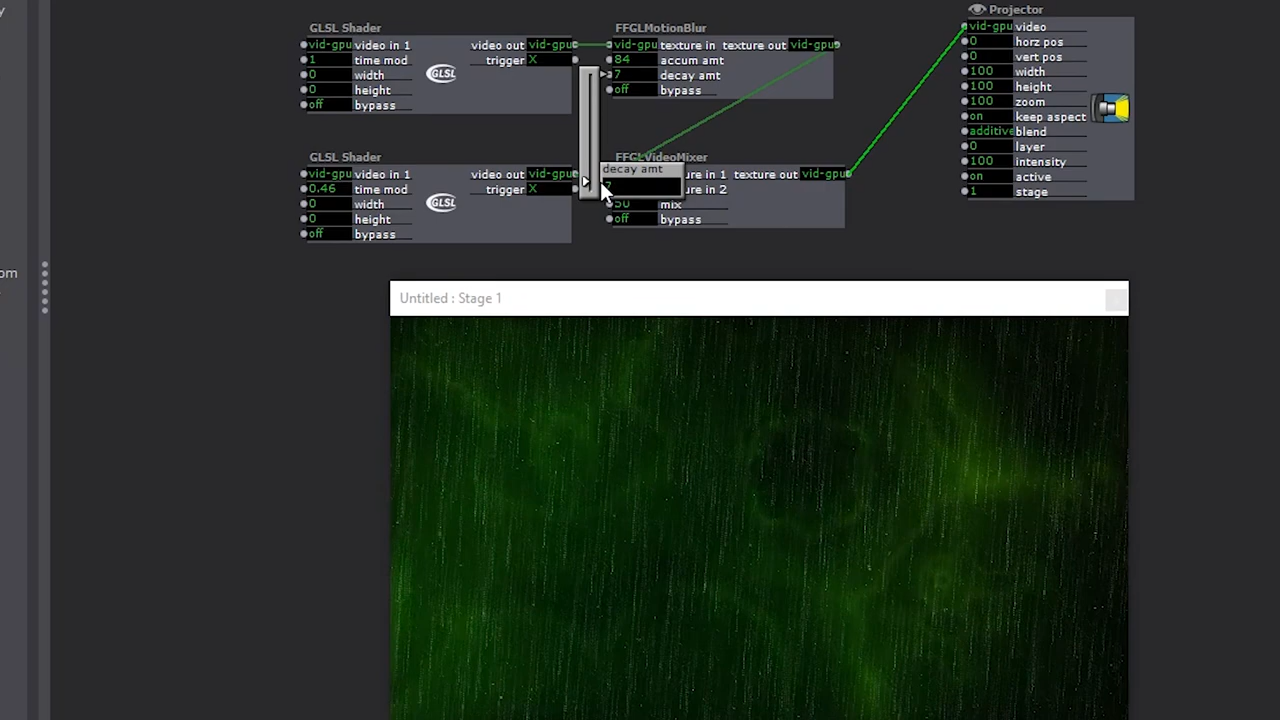 y
GLSL Shader
vid-gpu video in 1 video out vid-gpu
1 time mod trigger X
0 width
0 height
off bypass
GLSL
FFGLMotionBlur
vid-gpu texture in texture out vid-gpu
84 accum amt
7 decay amt
off bypass
Projector
vid-gpu video
0 horz pos
0 vert pos
100 width
100 height
100 zoom
on keep aspect
additive blend
0 layer
100 intensity
on active
1 stage
GLSL Shader
vid-gpu video in 1 video out vid-gpu
0.46 time mod trigger X
0 width
0 height
off bypass
GLSL
FFGLVideoMixer
decay amt
ure in 1 texture out vid-gpu
ure in 2
50 mix
off bypass
om
Untitled : Stage 1